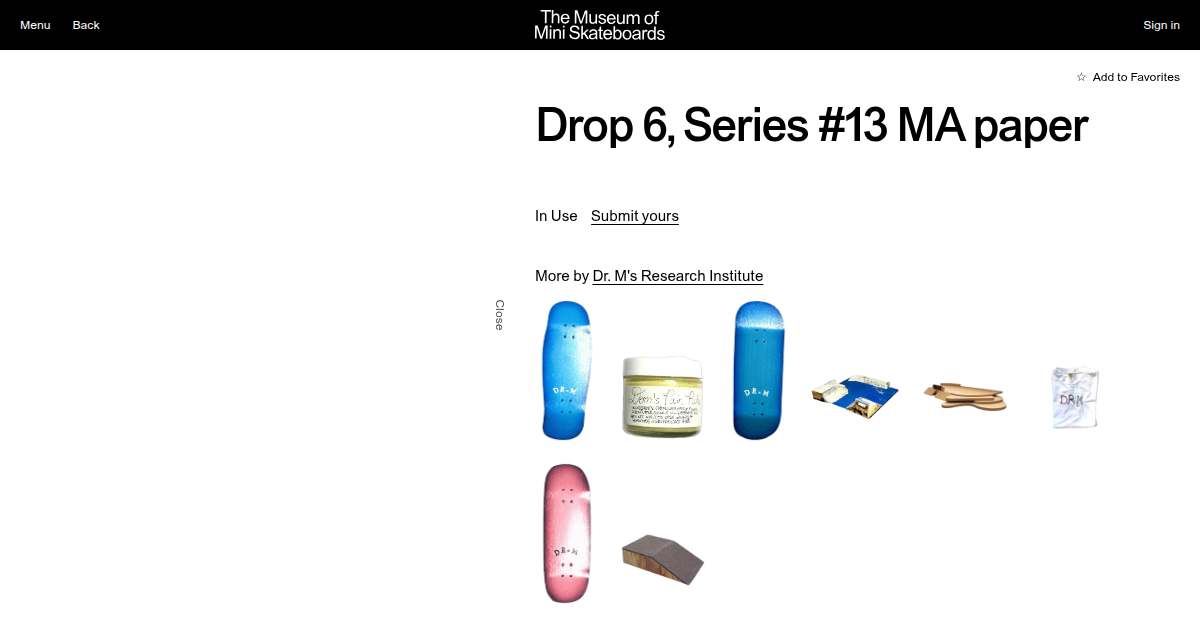 Menu
Back
The Museum of
Mini Skateboards
Sign in
☆ Add to Favorites
Drop 6, Series #13 MA paper
In Use Submit yours
More by Dr. M's Research Institute
Close
DR-M
DR-M
DRM
DR-M